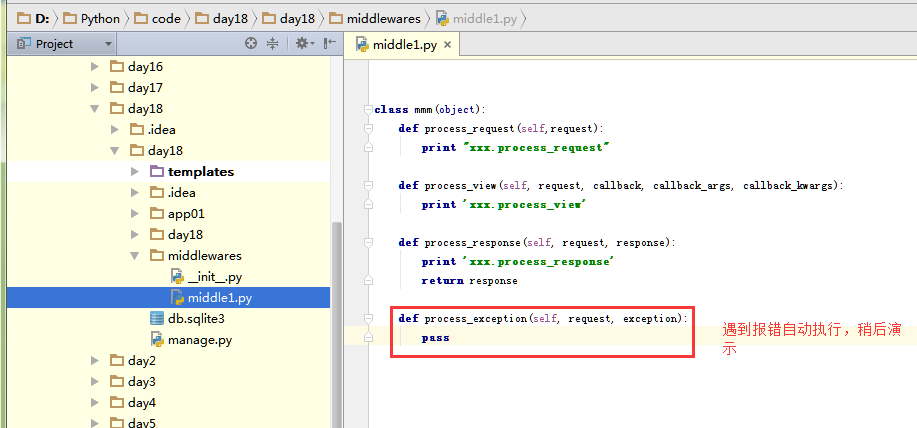 D: Python code day18 day18 middlewares middle1.py
Project
middle1.py
day16
day17
day18
.idea
day18
templates
.idea
app01
day18
middlewares
__init__.py
middle1.py
db.sqlite3
manage.py
day2
day3
day4
day5
class mmm(object):
def process_request(self,request):
print "xxx.process_request"
def process_view(self, request, callback, callback_args, callback_kwargs):
print 'xxx.process_view'
def process_response(self, request, response):
print 'xxx.process_response'
return response
def process_exception(self, request, exception):
pass
遇到报错自动执行，稍后演
示